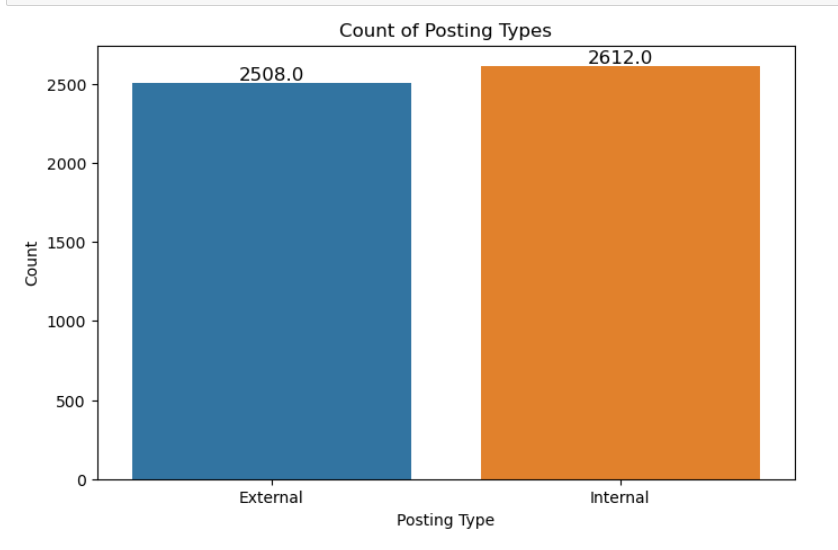 Count of Posting Types
2508.0
2612.0
2500
2000
1500
1000
500
0
Count
External
Internal
Posting Type